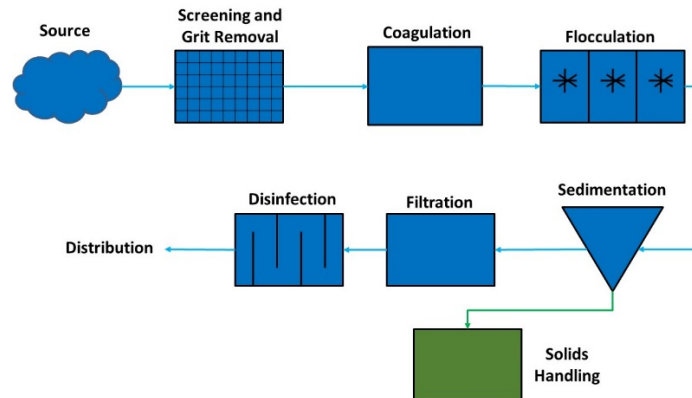 Source
Screening and
Grit Removal
Coagulation
Flocculation
Sedimentation
Filtration
Disinfection
Distribution
Solids
Handling